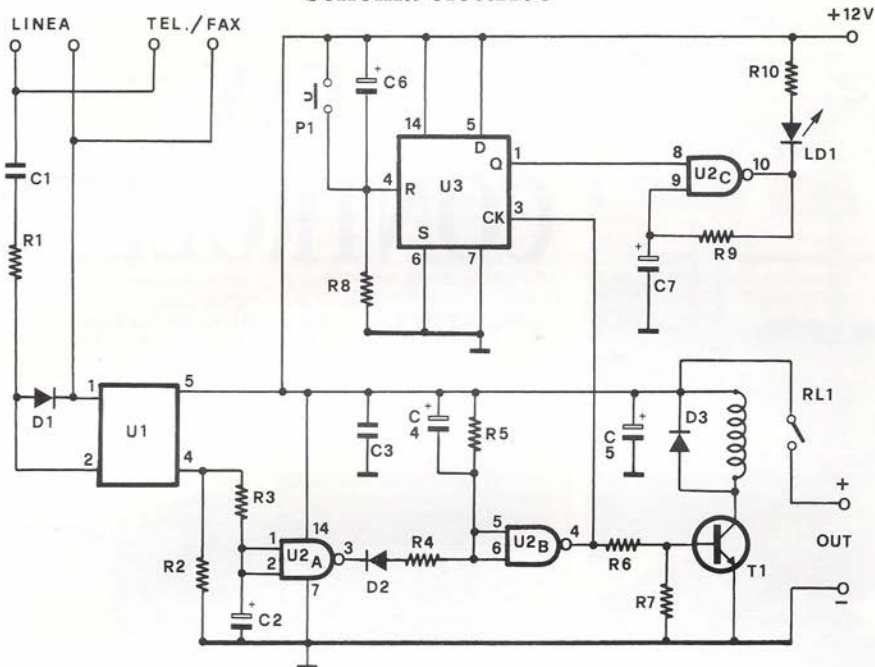 LINEA
TEL./FAX
+12V
C1
R1
D1
1
2
U1
5
4
P1
+
C6
14
5
D
4
R
U3
Q
1
CK
3
S
6
7
R8
8
9
U2C
10
R10
LD1
R9
+
C7
R2
R3
1
2
14
U2A
3
7
+
C2
D2
R4
C3
+
C
4
R5
5
6
U2B
4
+
C
5
R6
R7
D3
T1
RL1
+
OUT
-